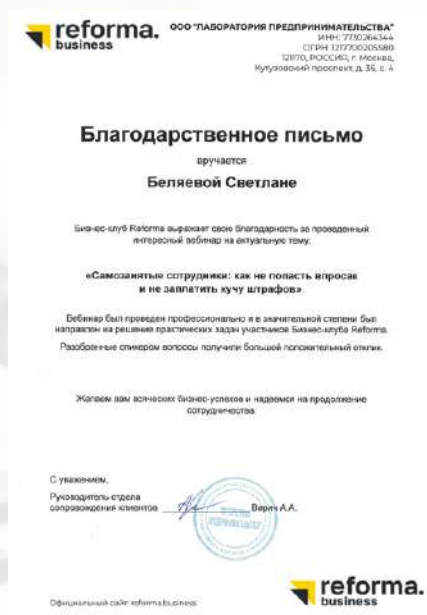 reforma.
business
ООО "ЛАБОРАТОРИЯ ПРЕДПРИНИМАТЕЛЬСТВА"
ИНН: 7730264344
ОГРН: 1217700205580
121170, РОССИЯ, г. Москва,
Кутузовский проспект, д. 36, с. 4
Благодарственное письмо
вручается
Беляевой Светлане
Бизнес-клуб Reforma выражает свою благодарность за проведенный
интересный вебинар на актуальную тему:
«Самозанятые сотрудники: как не попасть впросак
и не заплатить кучу штрафов».
Вебинар был проведен профессионально и в значительной степени был
направлен на решение практических задач участников Бизнес-клуба Reforma.
Разобранные спикером вопросы получили большой положительный отклик.
Желаем вам всяческих бизнес-успехов и надеемся на продолжение
сотрудничества.
С уважением,
Руководитель отдела
сопровождения клиентов Верич А.А.
Официальный сайт: reforma.business
reforma.
business